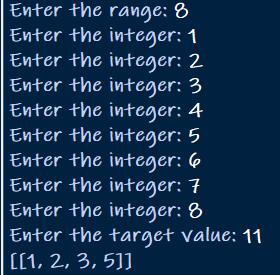 Enter the range: 8
Enter the integer: 1
Enter the integer: 2
Enter the integer: 3
Enter the integer: 4
Enter the integer: 5
Enter the integer: 6
Enter the integer: 7
Enter the integer: 8
Enter the target value: 11
[[1, 2, 3, 5]]